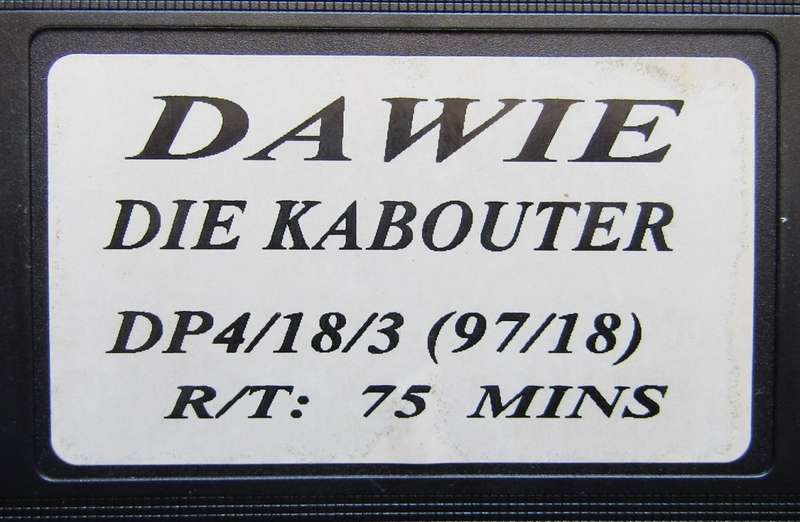 DAWIE
DIE KABOUTER
DP4/18/3 (97/18)
R/T: 75 MINS